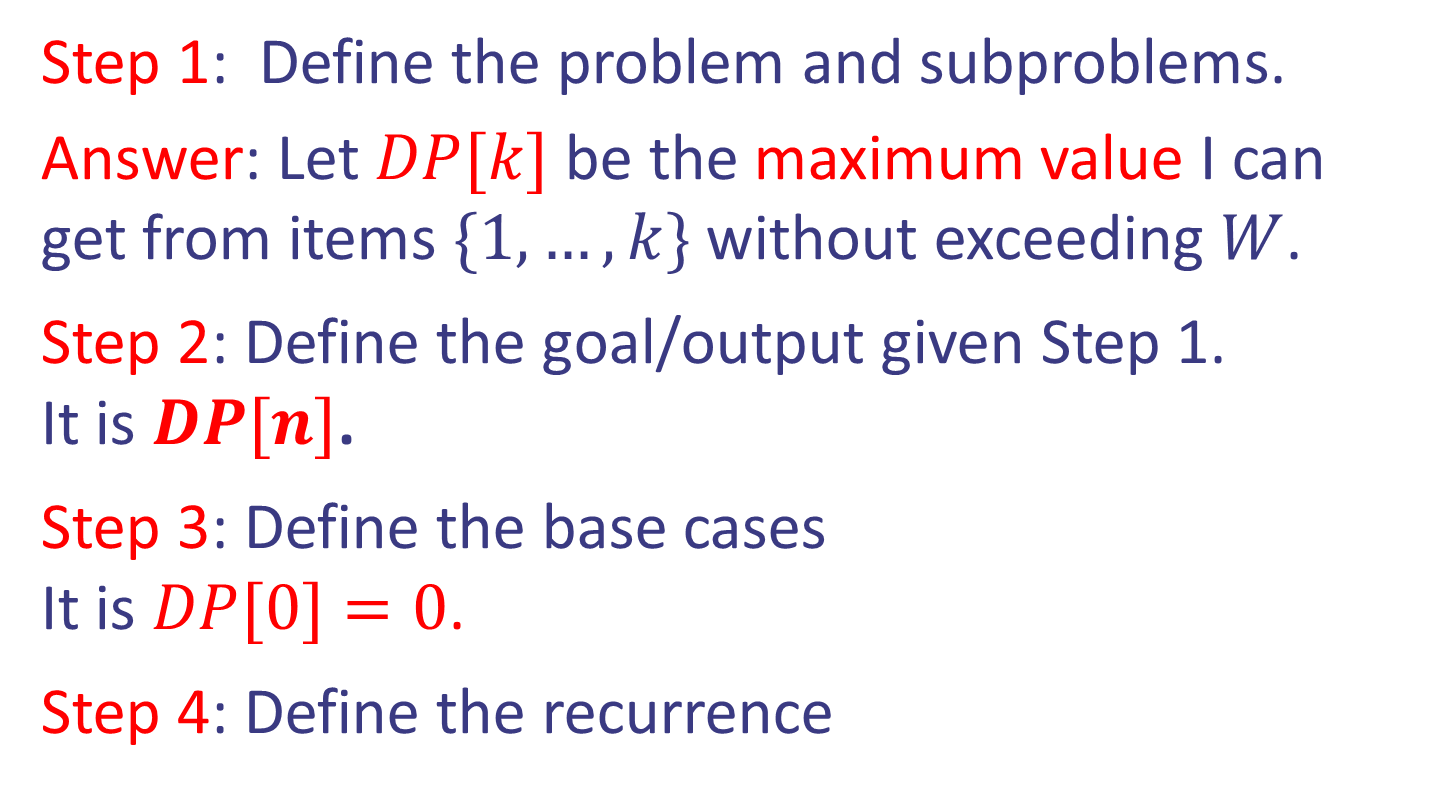 Step 1:  Define the problem and subproblems.
Answer: Let 𝐷𝑃[𝑘] be the maximum value I can
get from items {1, … , 𝑘} without exceeding 𝑊.
Step 2: Define the goal/output given Step 1.
It is 𝑫𝑷[𝒏].
Step 3: Define the base cases
It is 𝐷𝑃[0] = 0.
Step 4: Define the recurrence